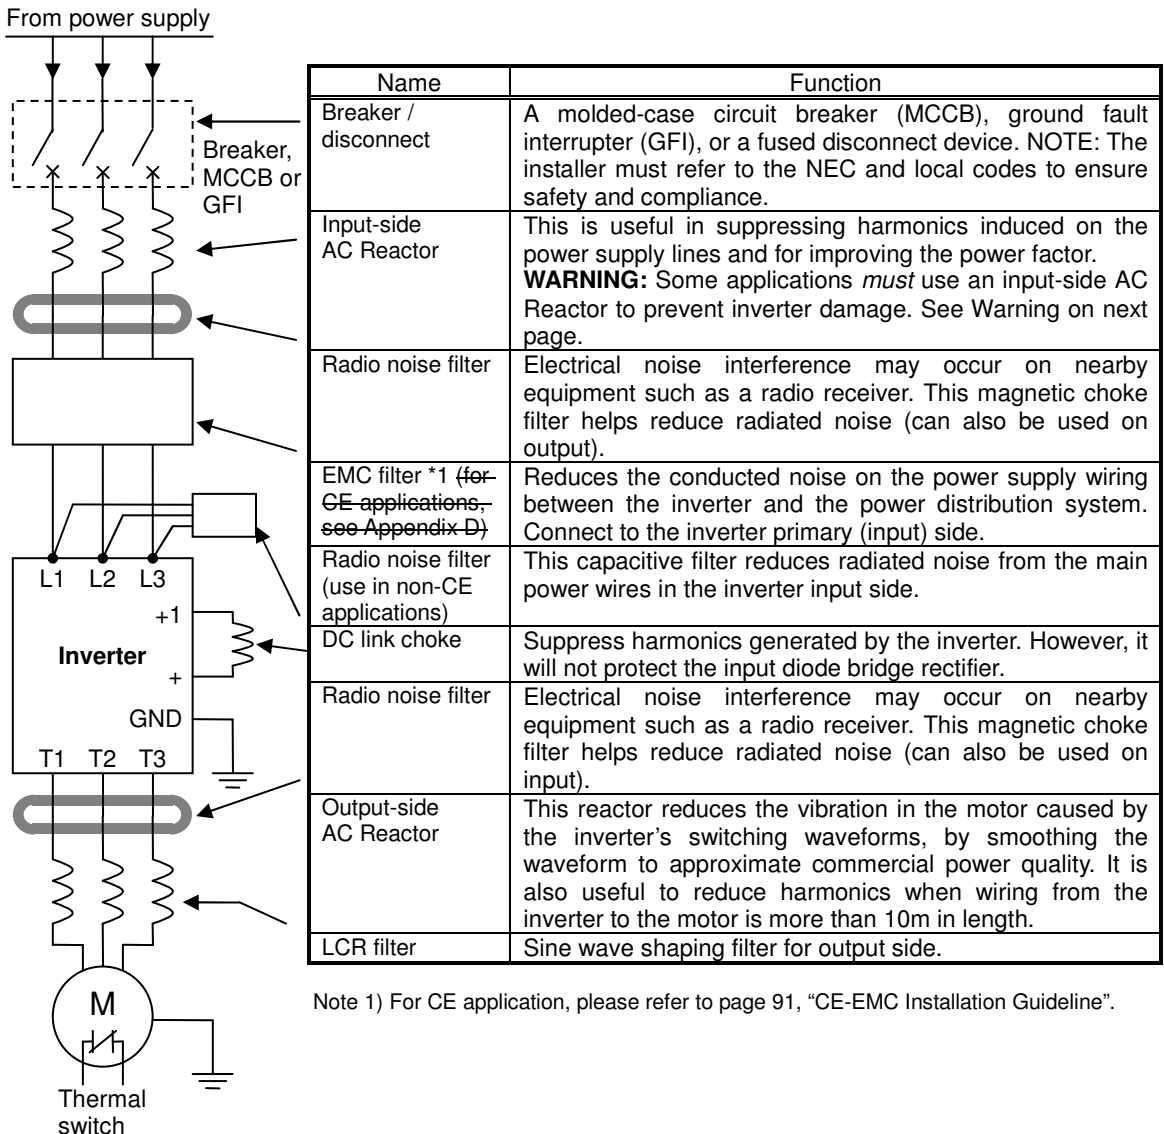 From power supply
Breaker,
MCCB or
GFI
L1 L2 L3
+1
Inverter
+
GND
T1 T2 T3
M
Thermal
switch
Name Function
Breaker /
disconnect
A molded-case circuit breaker (MCCB), ground fault
interrupter (GFI), or a fused disconnect device. NOTE: The
installer must refer to the NEC and local codes to ensure
safety and compliance.
Input-side
AC Reactor
This is useful in suppressing harmonics induced on the
power supply lines and for improving the power factor.
WARNING: Some applications must use an input-side AC
Reactor to prevent inverter damage. See Warning on next
page.
Radio noise filter
Electrical noise interference may occur on nearby
equipment such as a radio receiver. This magnetic choke
filter helps reduce radiated noise (can also be used on
output).
EMC filter *1 (for
CE applications,
see Appendix D)
Reduces the conducted noise on the power supply wiring
between the inverter and the power distribution system.
Connect to the inverter primary (input) side.
Radio noise filter
(use in non-CE
applications)
This capacitive filter reduces radiated noise from the main
power wires in the inverter input side.
DC link choke
Suppress harmonics generated by the inverter. However, it
will not protect the input diode bridge rectifier.
Radio noise filter
Electrical noise interference may occur on nearby
equipment such as a radio receiver. This magnetic choke
filter helps reduce radiated noise (can also be used on
input).
Output-side
AC Reactor
This reactor reduces the vibration in the motor caused by
the inverter's switching waveforms, by smoothing the
waveform to approximate commercial power quality. It is
also useful to reduce harmonics when wiring from the
inverter to the motor is more than 10m in length.
LCR filter
Sine wave shaping filter for output side.
Note 1) For CE application, please refer to page 91, “CE-EMC Installation Guideline”.